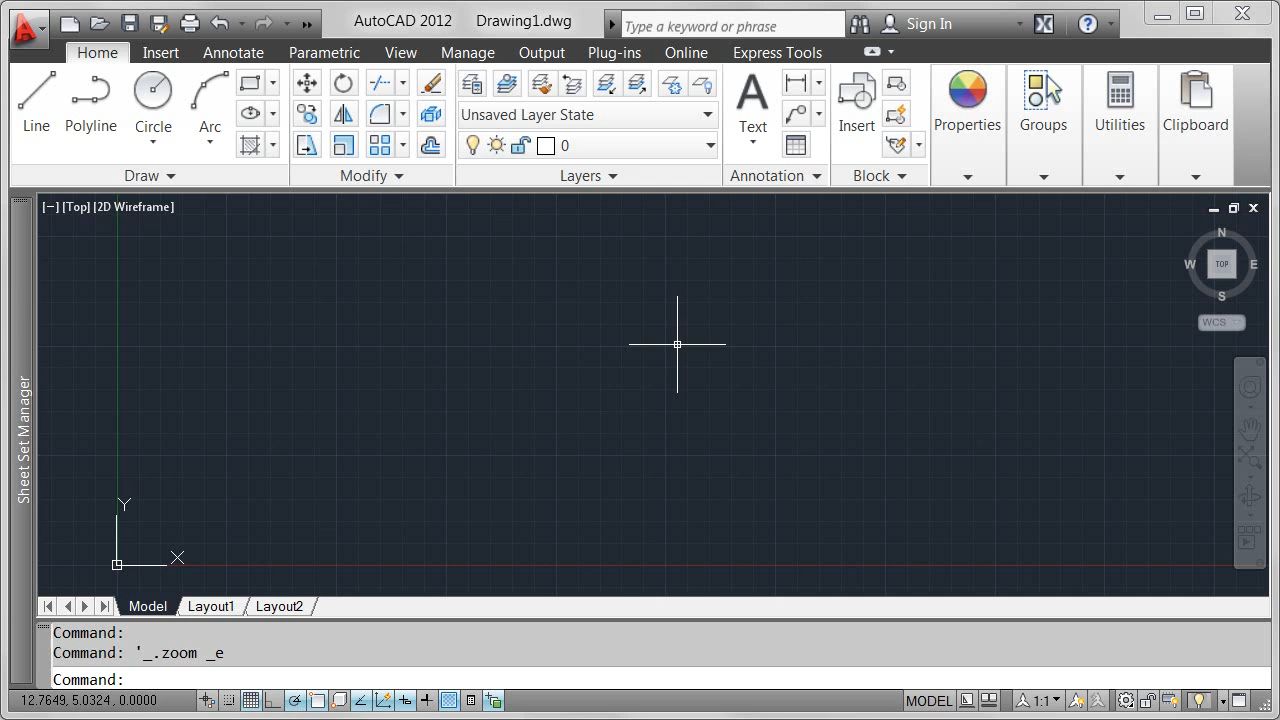 AutoCAD 2012 Drawing1.dwg
Type a keyword or phrase
Sign In
Home Insert Annotate Parametric View Manage Output Plug-ins Online Express Tools
Line Polyline Circle Arc
Unsaved Layer State
0
Text
Insert
Properties Groups Utilities Clipboard
Draw Modify Layers Annotation Block
[−] [Top] [2D Wireframe]
N
W TOP E
S
WCS
Sheet Set Manager
Y
X
Model Layout1 Layout2
Command:
Command: '_.zoom _e
Command:
12.7649, 5.0324, 0.0000 MODEL 1:1